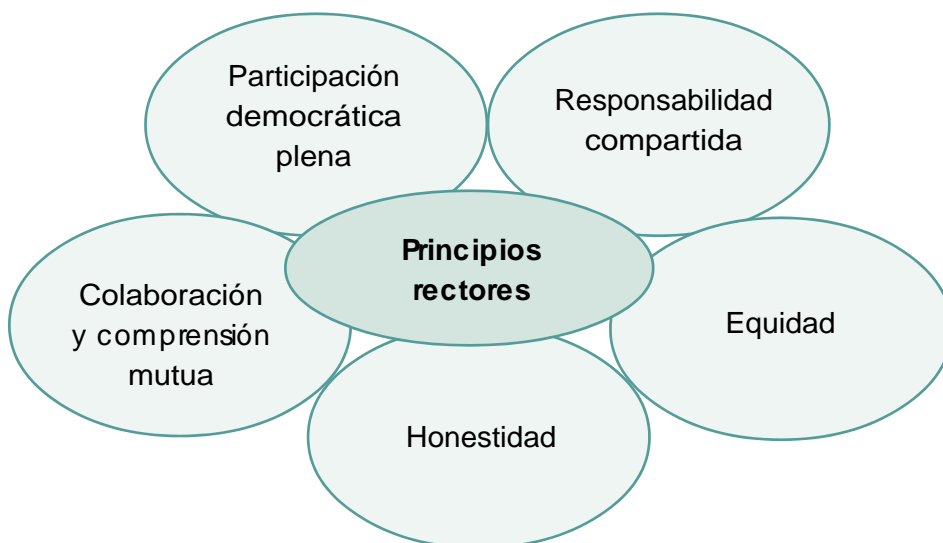 Participación
democrática
plena
Responsabilidad
compartida
Principios
rectores
Colaboración
y comprensión
mutua
Equidad
Honestidad